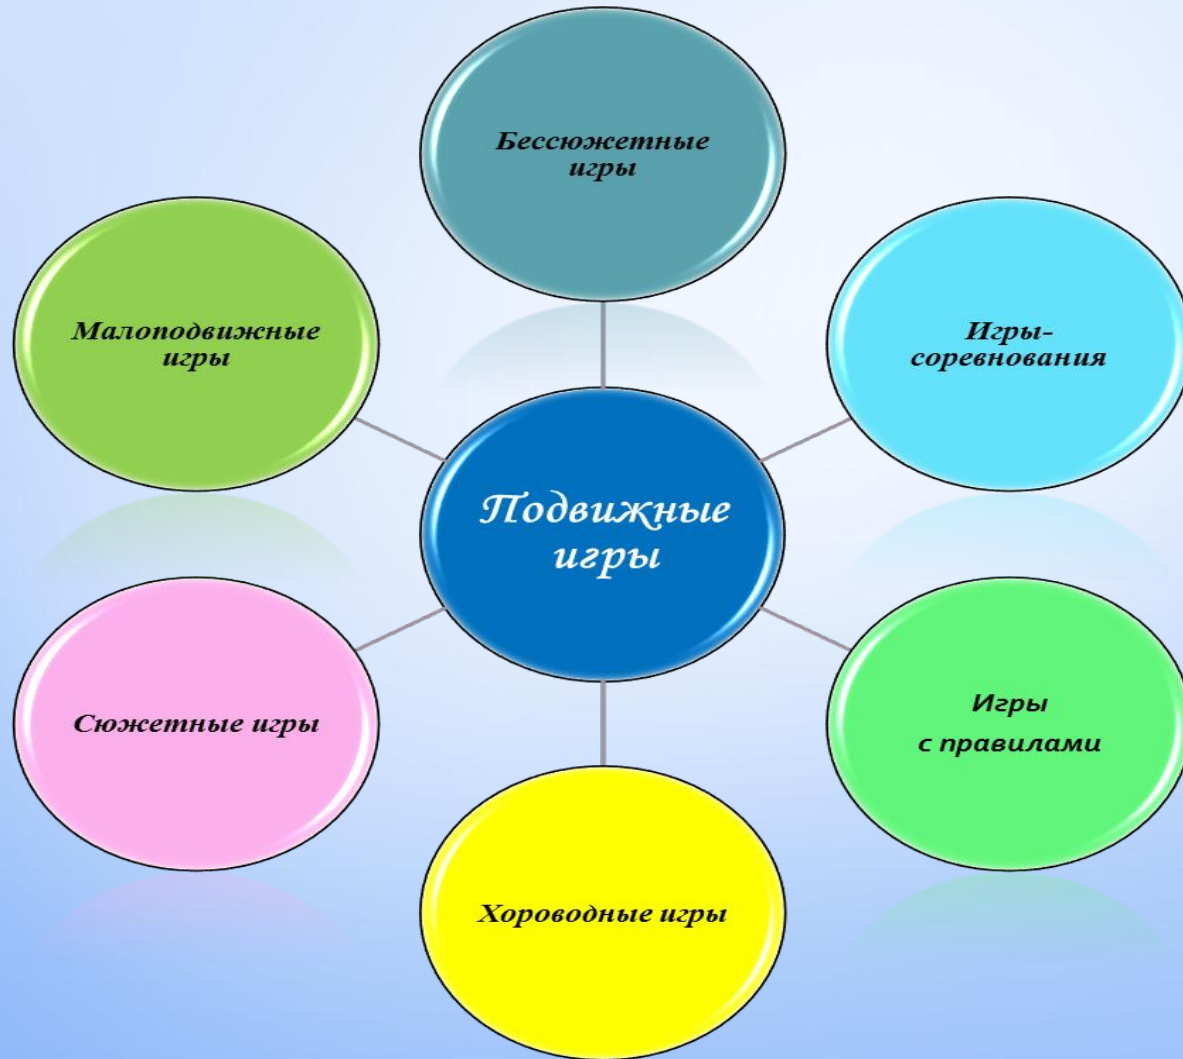 Бессюжетные
игры
Малоподвижные
игры
Игры-
соревнования
Подвижные
игры
Сюжетные игры
Игры
с правилами
Хороводные игры